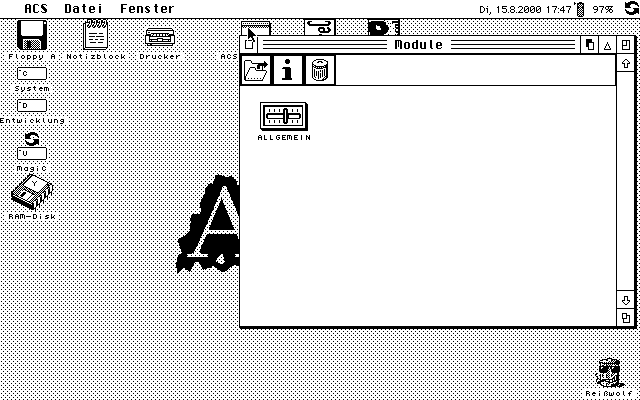 ACS Datei Fenster Di, 15.8.2000 17:47 97%
Floppy A Notizblock Drucker ACS
Module
C
System
D
Entwicklung
ALLGEMEIN
U
MagiC
RAM-Disk
A
Reißwolf